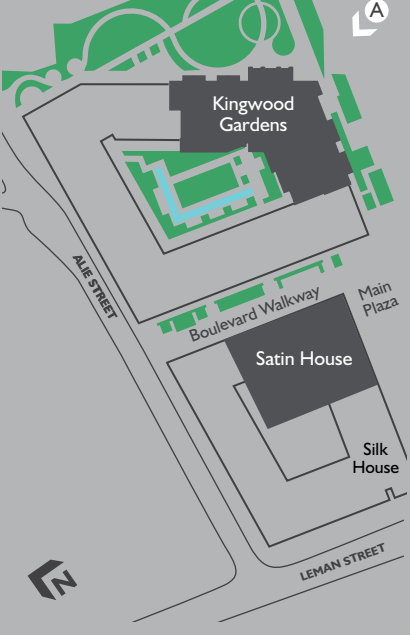 A
Kingwood
Gardens
ALIE STREET
Boulevard Walkway
Main
Plaza
Satin House
Silk
House
LEMAN STREET
N